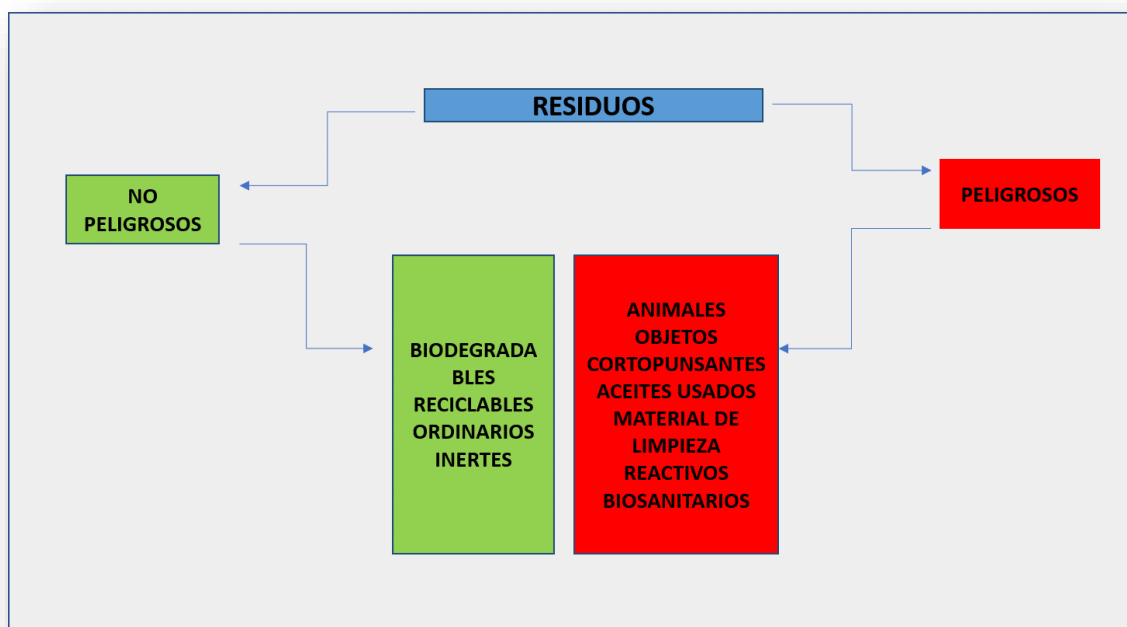 RESIDUOS
NO
PELIGROSOS
PELIGROSOS
BIODEGRADA
BLES
RECICLABLES
ORDINARIOS
INERTES
ANIMALES
OBJETOS
CORTOPUNSANTES
ACEITES USADOS
MATERIAL DE
LIMPIEZA
REACTIVOS
BIOSANITARIOS